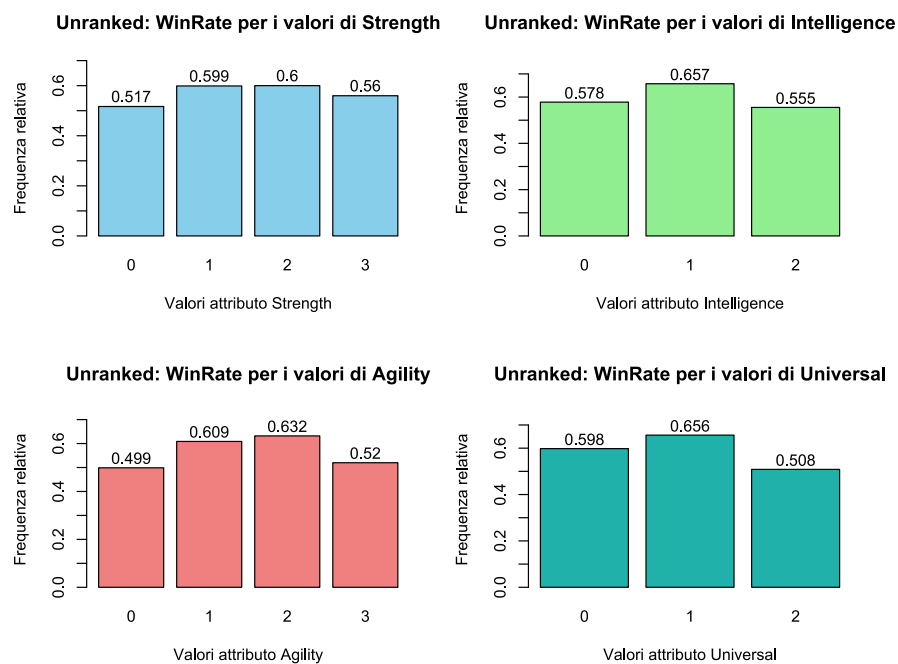 Unranked: WinRate per i valori di Strength
Frequenza relativa
0.0 0.2 0.4 0.6
0.517 0.599 0.6 0.56
0 1 2 3
Valori attributo Strength
Unranked: WinRate per i valori di Intelligence
Frequenza relativa
0.0 0.2 0.4 0.6
0.578 0.657 0.555
0 1 2
Valori attributo Intelligence
Unranked: WinRate per i valori di Agility
Frequenza relativa
0.0 0.2 0.4 0.6
0.499 0.609 0.632 0.52
0 1 2 3
Valori attributo Agility
Unranked: WinRate per i valori di Universal
Frequenza relativa
0.0 0.2 0.4 0.6
0.598 0.656 0.508
0 1 2
Valori attributo Universal